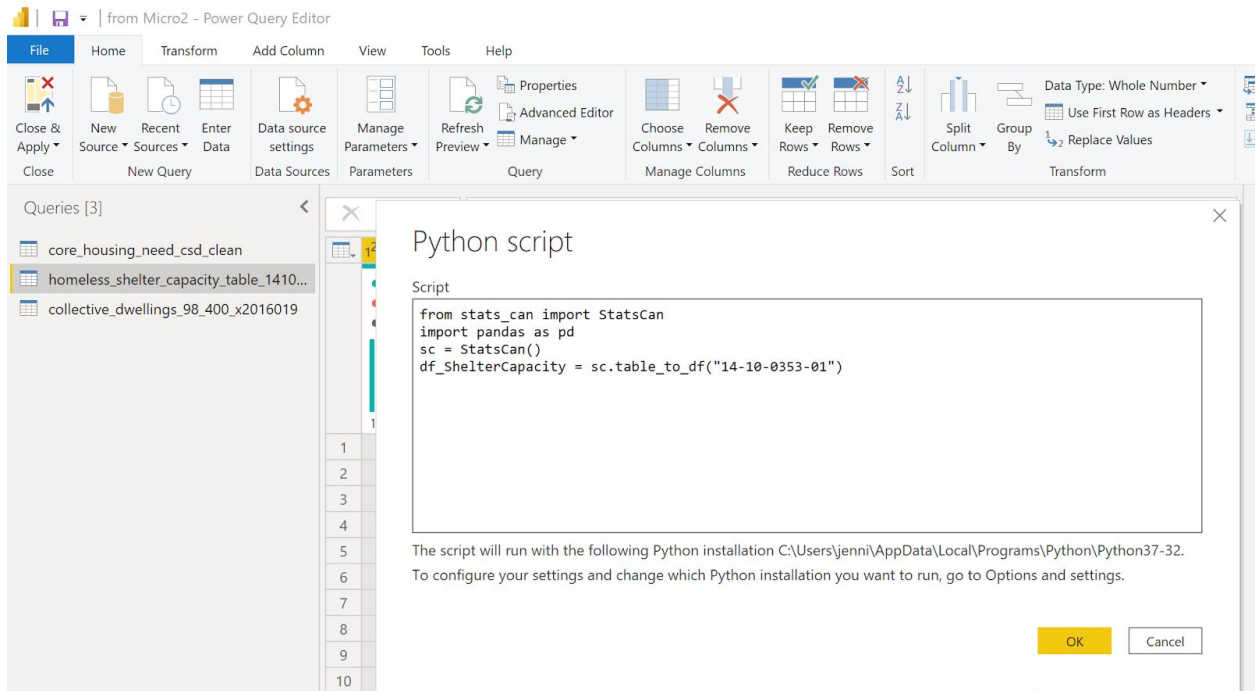 from Micro2 - Power Query Editor
File Home Transform Add Column View Tools Help
Close & Apply
New Source
Recent Sources
Enter Data
Data source settings
Manage Parameters
Refresh Preview
Properties
Advanced Editor
Manage
Choose Columns
Remove Columns
Keep Rows
Remove Rows
Split Column
Group By
Data Type: Whole Number
Use First Row as Headers
Replace Values
Close New Query Data Sources Parameters Query Manage Columns Reduce Rows Sort Transform
Queries [3]
core_housing_need_csd_clean
homeless_shelter_capacity_table_1410...
collective_dwellings_98_400_x2016019
1
2
3
4
5
6
7
8
9
10
Python script
Script
from stats_can import StatsCan
import pandas as pd
sc = StatsCan()
df_ShelterCapacity = sc.table_to_df("14-10-0353-01")
The script will run with the following Python installation C:\Users\jenni\AppData\Local\Programs\Python\Python37-32.
To configure your settings and change which Python installation you want to run, go to Options and settings.
OK Cancel